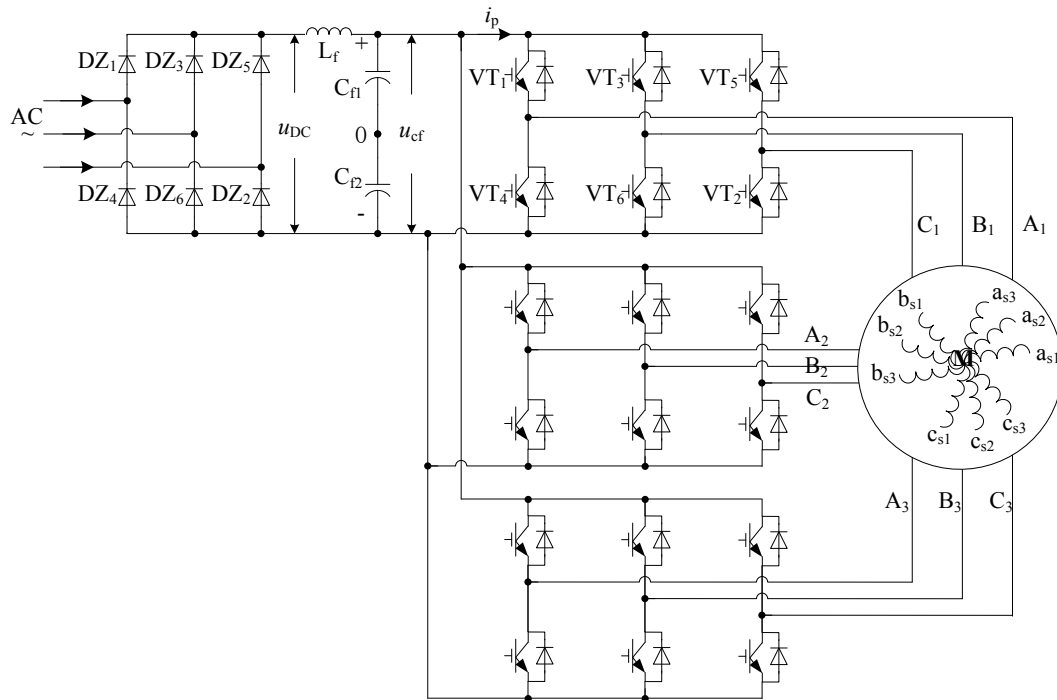 i_p
DZ₁ DZ₃ DZ₅
L_f +
VT₁ VT₃ VT₅
C_f1
AC
~
u_DC 0 u_cf
DZ₄ DZ₆ DZ₂
C_f2
-
VT₄ VT₆ VT₂
C₁ B₁ A₁
a_s3
b_s1
a_s2
b_s2
A₂
M
a_s1
B₂
b_s3
C₂
c_s3
c_s1
c_s2
A₃ B₃ C₃